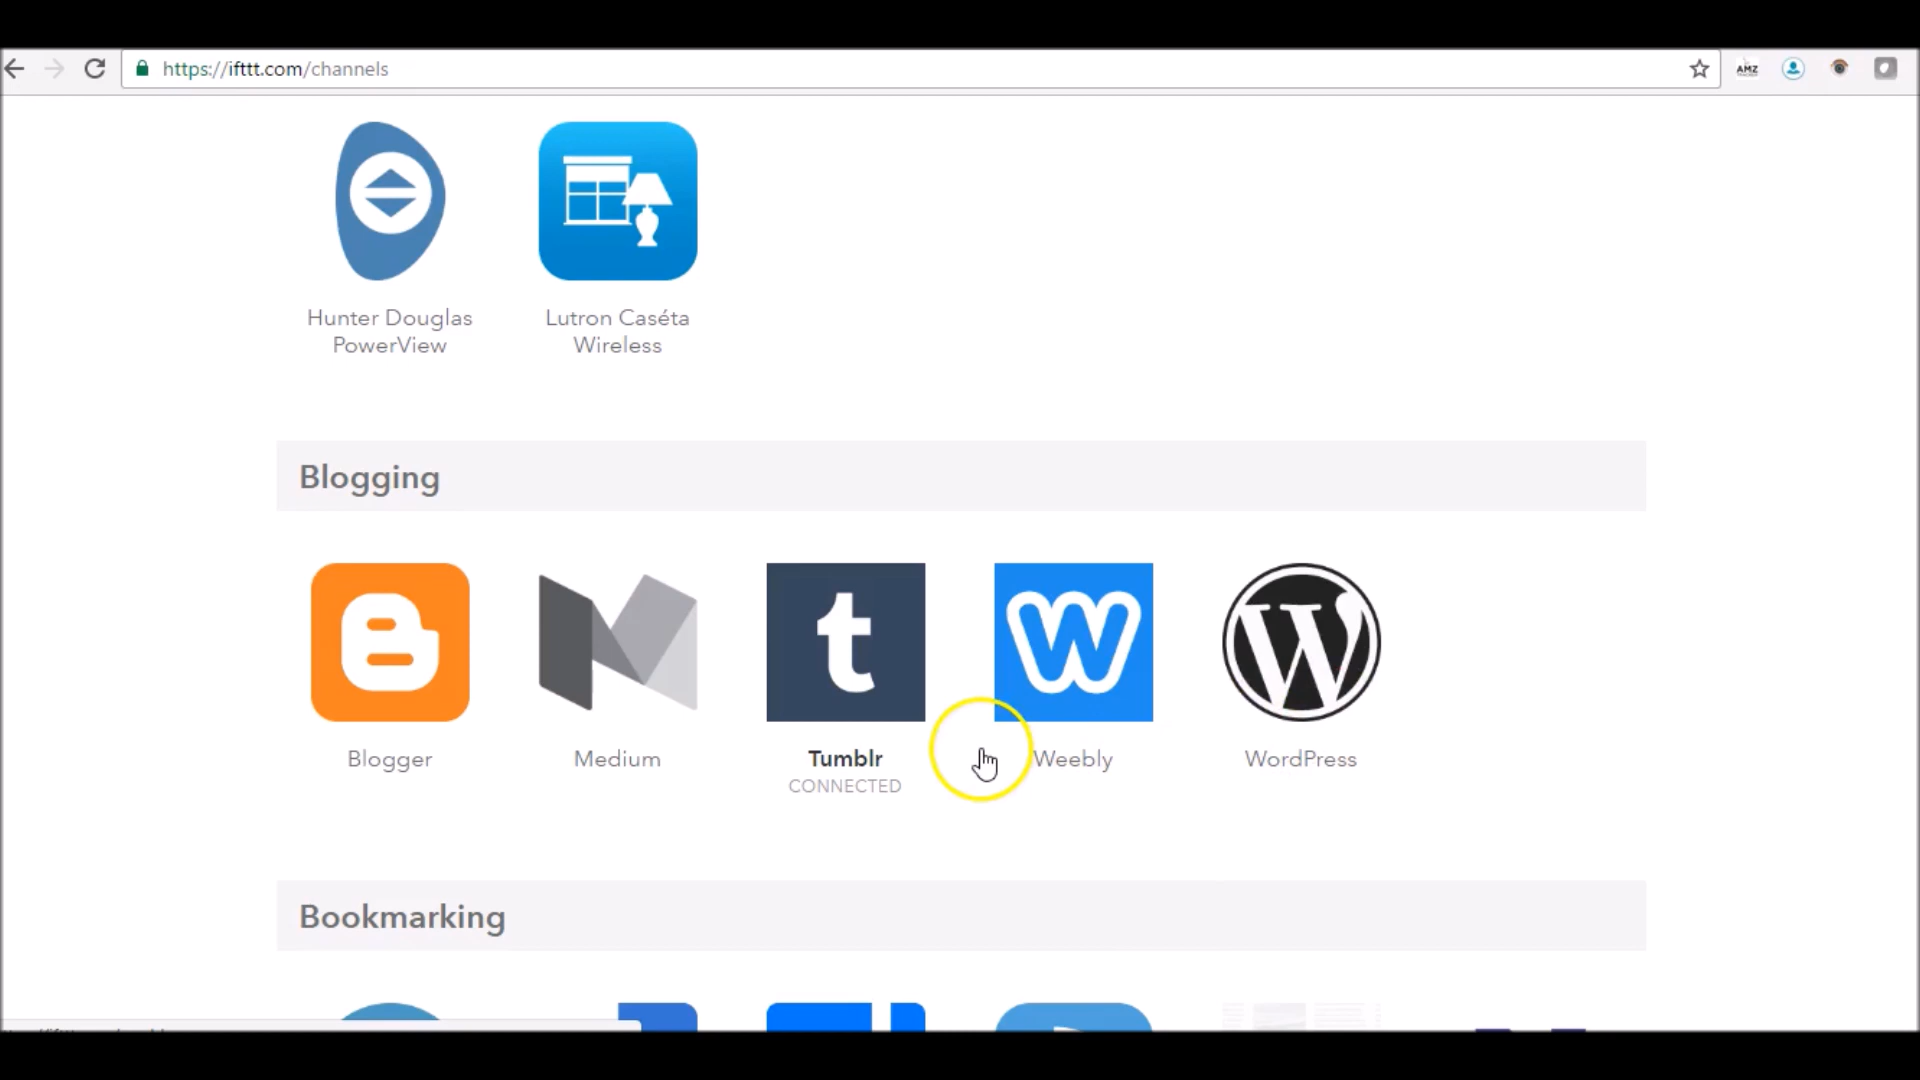 https://ifttt.com/channels
AMZ
Hunter Douglas
PowerView
Lutron Caséta
Wireless
Blogging
Blogger
Medium
Tumblr
CONNECTED
Weebly
WordPress
Bookmarking